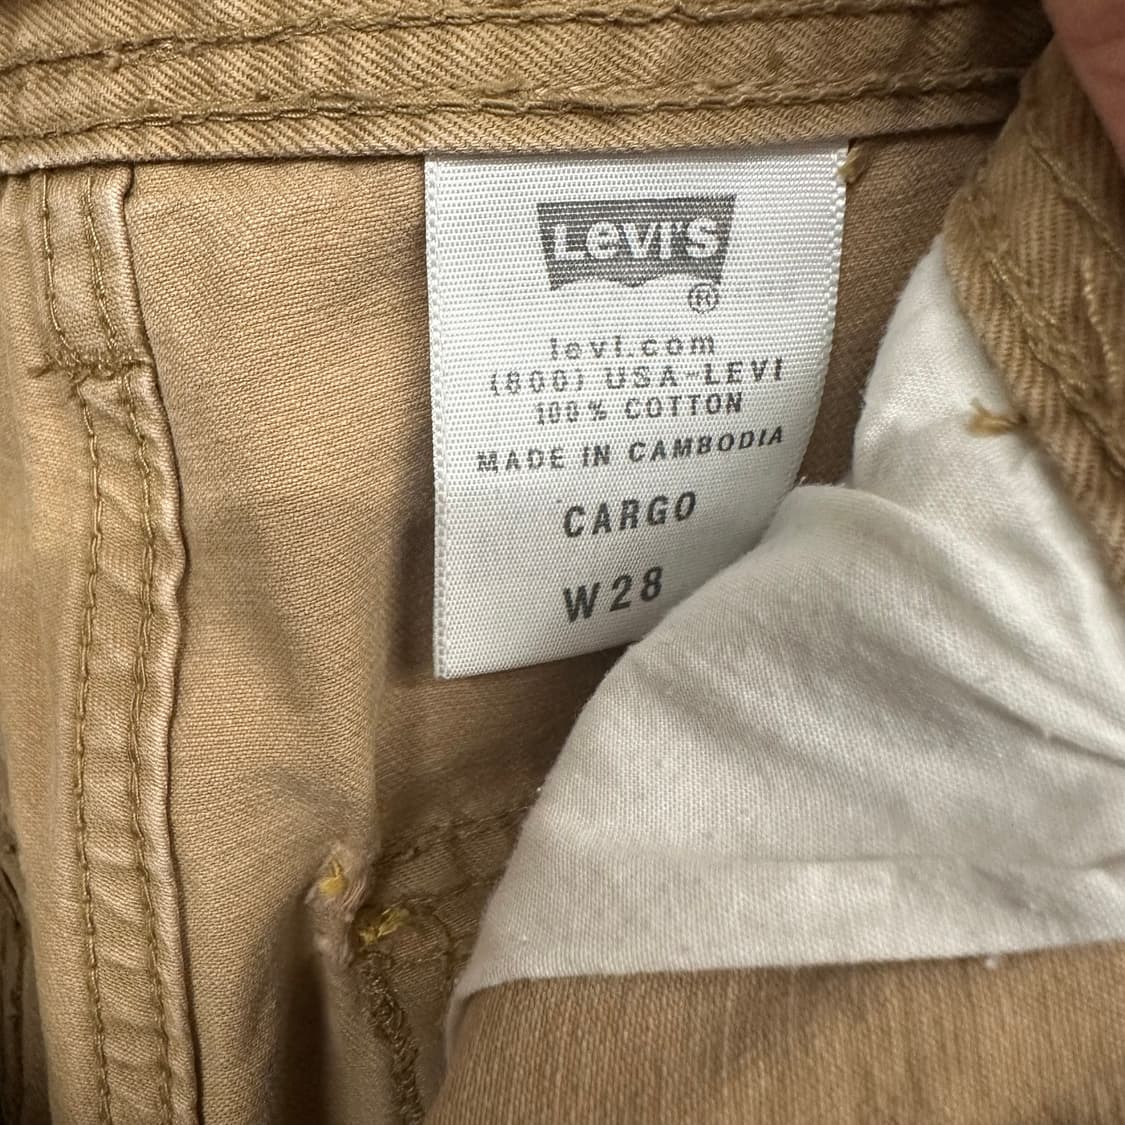 Levi's
®
levi.com
(800) USA-LEVI
100% COTTON
MADE IN CAMBODIA
CARGO
W28